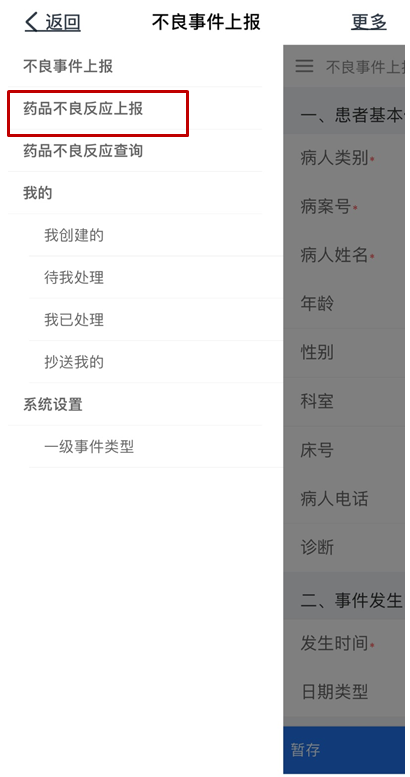 返回 不良事件上报 更多
不良事件上报
药品不良反应上报
药品不良反应查询
我的
我创建的
待我处理
我已处理
抄送我的
系统设置
一级事件类型
不良事件上
一、患者基本
病人类别*
病案号*
病人姓名*
年龄
性别
科室
床号
病人电话
诊断
二、事件发生
发生时间*
日期类型
暂存